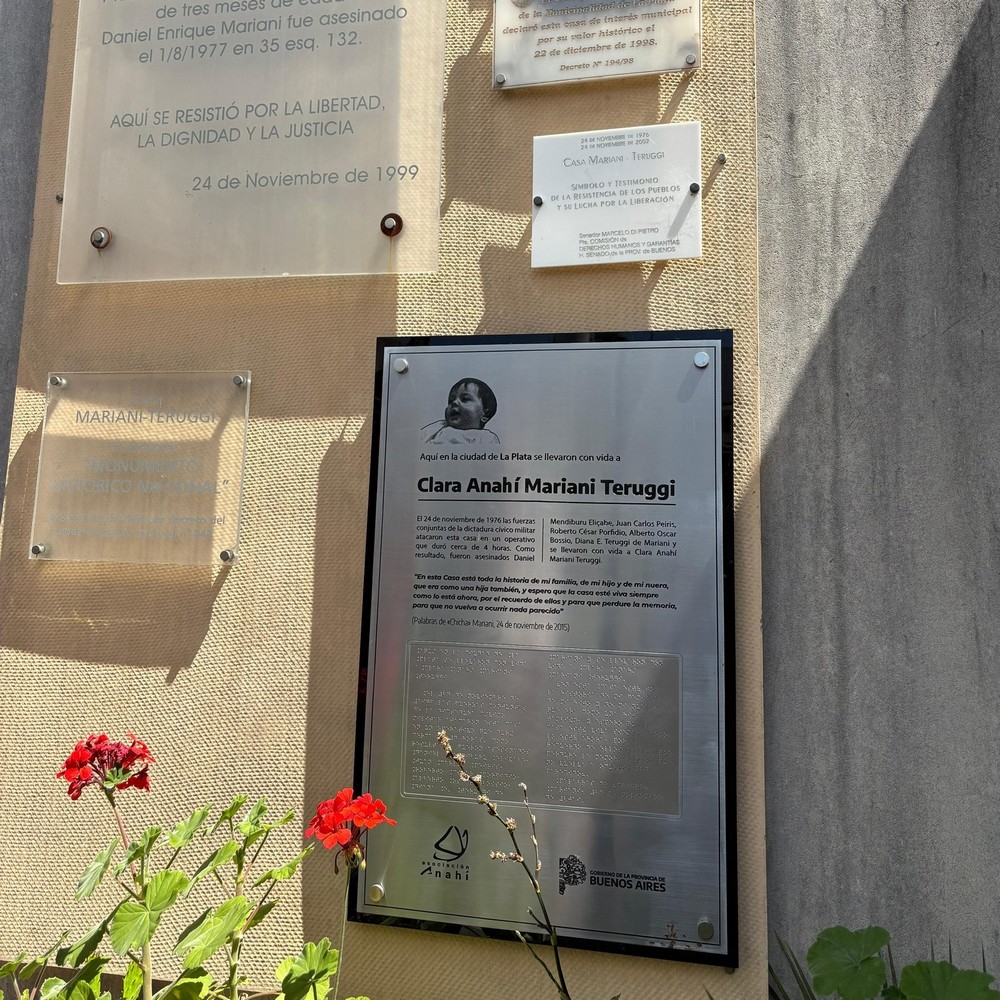 de tres meses de
Daniel Enrique Mariani fue asesinado
el 1/8/1977 en 35 esq. 132.
AQUÍ SE RESISTIÓ POR LA LIBERTAD,
LA DIGNIDAD Y LA JUSTICIA
24 de Noviembre de 1999
de la Municipalidad de La Plata
declaró esta casa de interés municipal
por su valor histórico el
22 de diciembre de 1998.
Decreto Nº 194/98
24 DE NOVIEMBRE DE 1976
24 DE NOVIEMBRE DE 2002
CASA MARIANI - TERUGGI
SÍMBOLO Y TESTIMONIO
DE LA RESISTENCIA DE LOS PUEBLOS
Y SU LUCHA POR LA LIBERACIÓN
Senador MARCELO DI PIETRO
Pte. COMISIÓN de
DERECHOS HUMANOS Y GARANTÍAS
H. SENADO de la PROV. de BUENOS
MARIANI-TERUGGI
"MONUMENTO
HISTORICO NACIONAL"
Aquí en la ciudad de La Plata se llevaron con vida a
Clara Anahí Mariani Teruggi
El 24 de noviembre de 1976 las fuerzas
conjuntas de la dictadura cívico militar
atacaron esta casa en un operativo
que duró cerca de 4 horas. Como
resultado, fueron asesinados Daniel
Mendiburu Eliçabe, Juan Carlos Peiris,
Roberto César Porfidio, Alberto Oscar
Bossio, Diana E. Teruggi de Mariani y
se llevaron con vida a Clara Anahí
Mariani Teruggi.
"En esta Casa está toda la historia de mi familia, de mi hijo y de mi nuera,
que era como una hija también, y espero que la casa esté viva siempre
como lo está ahora, por el recuerdo de ellos y para que perdure la memoria,
para que no vuelva a ocurrir nada parecido"
(Palabras de «Chicha» Mariani, 24 de noviembre de 2015)
asociación
Anahí
GOBIERNO DE LA PROVINCIA DE
BUENOS AIRES